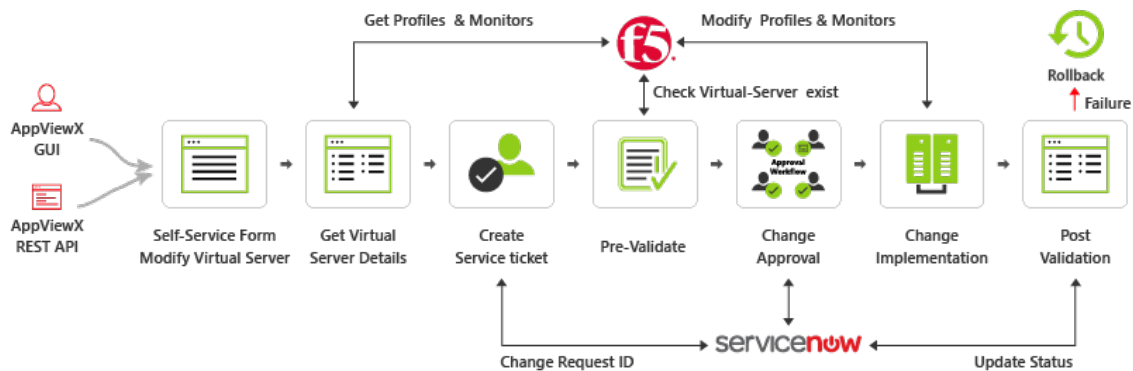 Get Profiles & Monitors
Modify Profiles & Monitors
f5
Rollback
Failure
Check Virtual-Server exist
AppViewX
GUI
AppViewX
REST API
Approval
Workflow
Self-Service Form
Modify Virtual Server
Get Virtual
Server Details
Create
Service ticket
Pre-Validate
Change
Approval
Change
Implementation
Post
Validation
servicenow
Change Request ID
Update Status